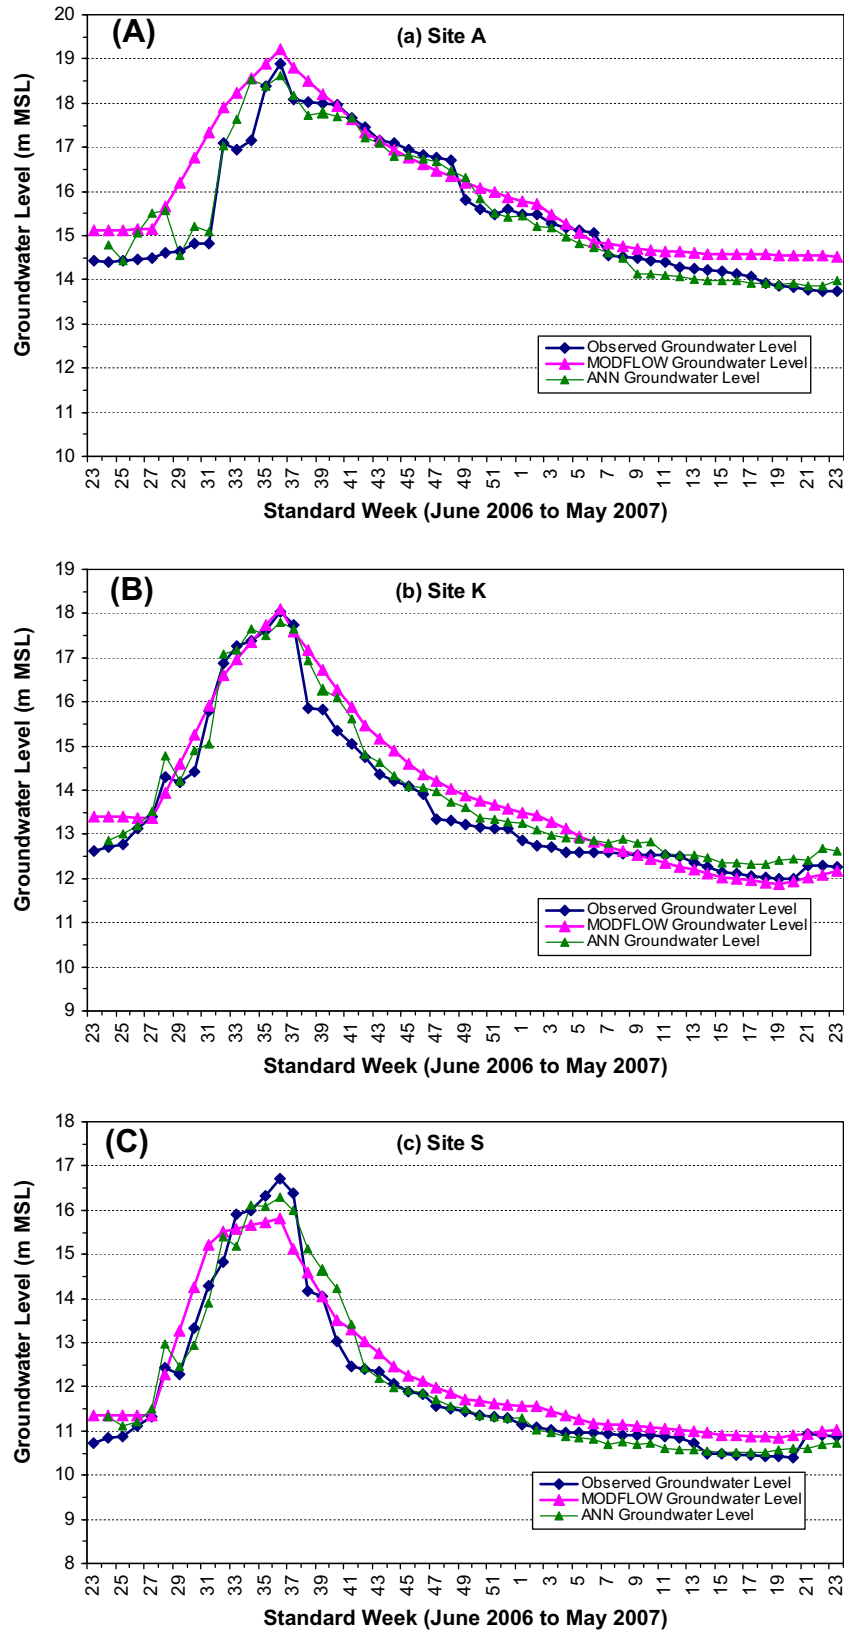 (A)
(a) Site A
Groundwater Level (m MSL)
20
19
18
17
16
15
14
13
12
11
10
Observed Groundwater Level
MODFLOW Groundwater Level
ANN Groundwater Level
23 25 27 29 31 33 35 37 39 41 43 45 47 49 51 1 3 5 7 9 11 13 15 17 19 21 23
Standard Week (June 2006 to May 2007)
(B)
(b) Site K
Groundwater Level (m MSL)
19
18
17
16
15
14
13
12
11
10
9
Observed Groundwater Level
MODFLOW Groundwater Level
ANN Groundwater Level
23 25 27 29 31 33 35 37 39 41 43 45 47 49 51 1 3 5 7 9 11 13 15 17 19 21 23
Standard Week (June 2006 to May 2007)
(C)
(c) Site S
Groundwater Level (m MSL)
18
17
16
15
14
13
12
11
10
9
8
Observed Groundwater Level
MODFLOW Groundwater Level
ANN Groundwater Level
23 25 27 29 31 33 35 37 39 41 43 45 47 49 51 1 3 5 7 9 11 13 15 17 19 21 23
Standard Week (June 2006 to May 2007)